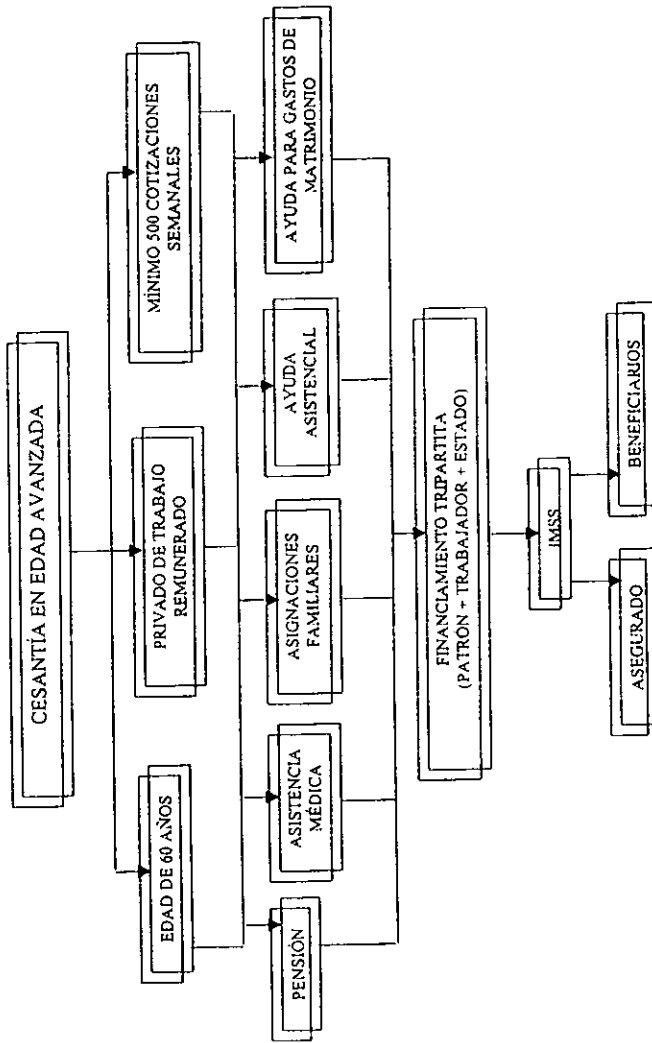 CESANTÍA EN EDAD AVANZADA
EDAD DE 60 AÑOS
PRIVADO DE TRABAJO
REMUNERADO
MÍNIMO 500 COTIZACIONES
SEMANALES
PENSIÓN
ASISTENCIA
MÉDICA
ASIGNACIONES
FAMILIARES
AYUDA
ASISTENCIAL
AYUDA PARA GASTOS DE
MATRIMONIO
FINANCIAMIENTO TRIPARTITA
(PATRÓN + TRABAJADOR + ESTADO)
IMSS
ASEGURADO
BENEFICIARIOS